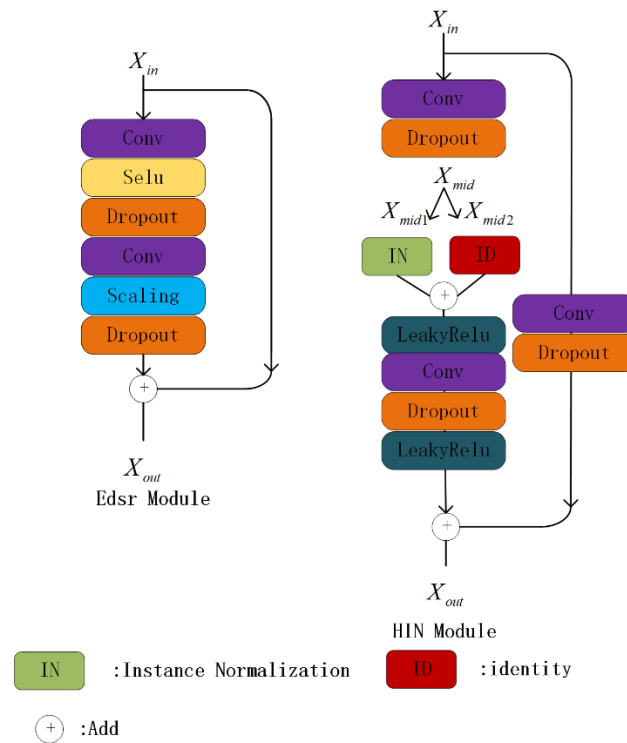 X_in
Conv
Selu
Dropout
Conv
Scaling
Dropout
+
X_out
Edsr Module
X_in
Conv
Dropout
X_mid
X_mid1 X_mid2
IN ID
+
LeakyRelu
Conv
Dropout
LeakyRelu
Conv
Dropout
+
X_out
HIN Module
IN :Instance Normalization ID :identity
+ :Add